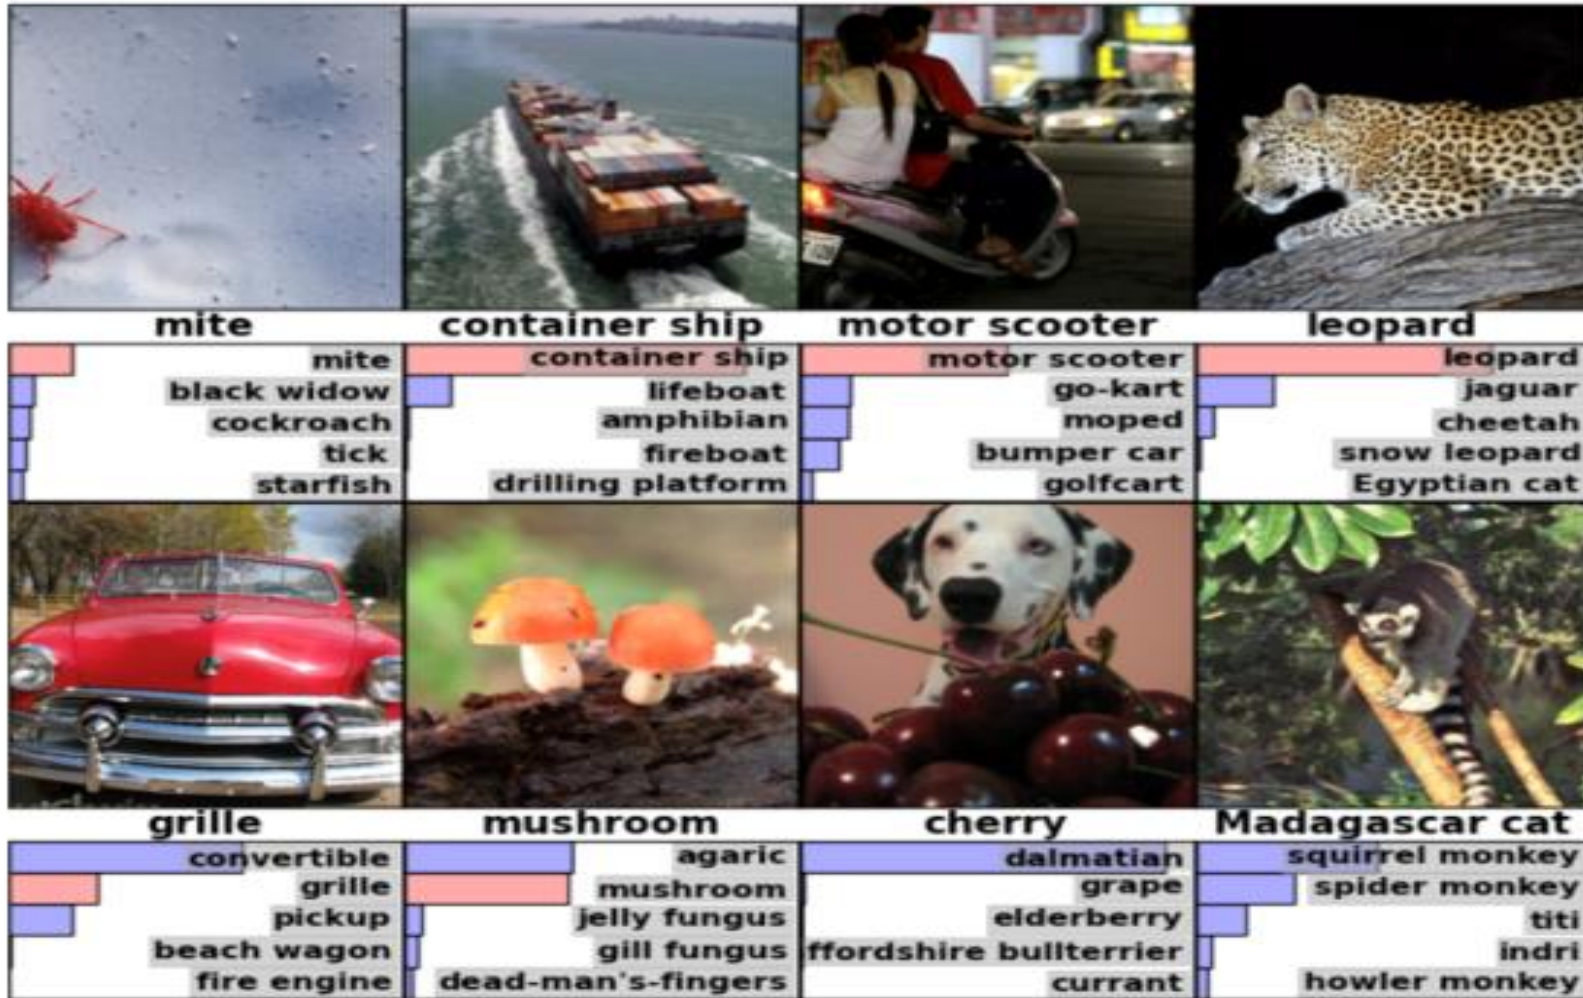 mite
mite
black widow
cockroach
tick
starfish
container ship
container ship
lifeboat
amphibian
fireboat
drilling platform
motor scooter
motor scooter
go-kart
moped
bumper car
golfcart
leopard
leopard
jaguar
cheetah
snow leopard
Egyptian cat
grille
convertible
grille
pickup
beach wagon
fire engine
mushroom
agaric
mushroom
jelly fungus
gill fungus
dead-man's-fingers
cherry
dalmatian
grape
elderberry
ffordshire bullterrier
currant
Madagascar cat
squirrel monkey
spider monkey
titi
indri
howler monkey